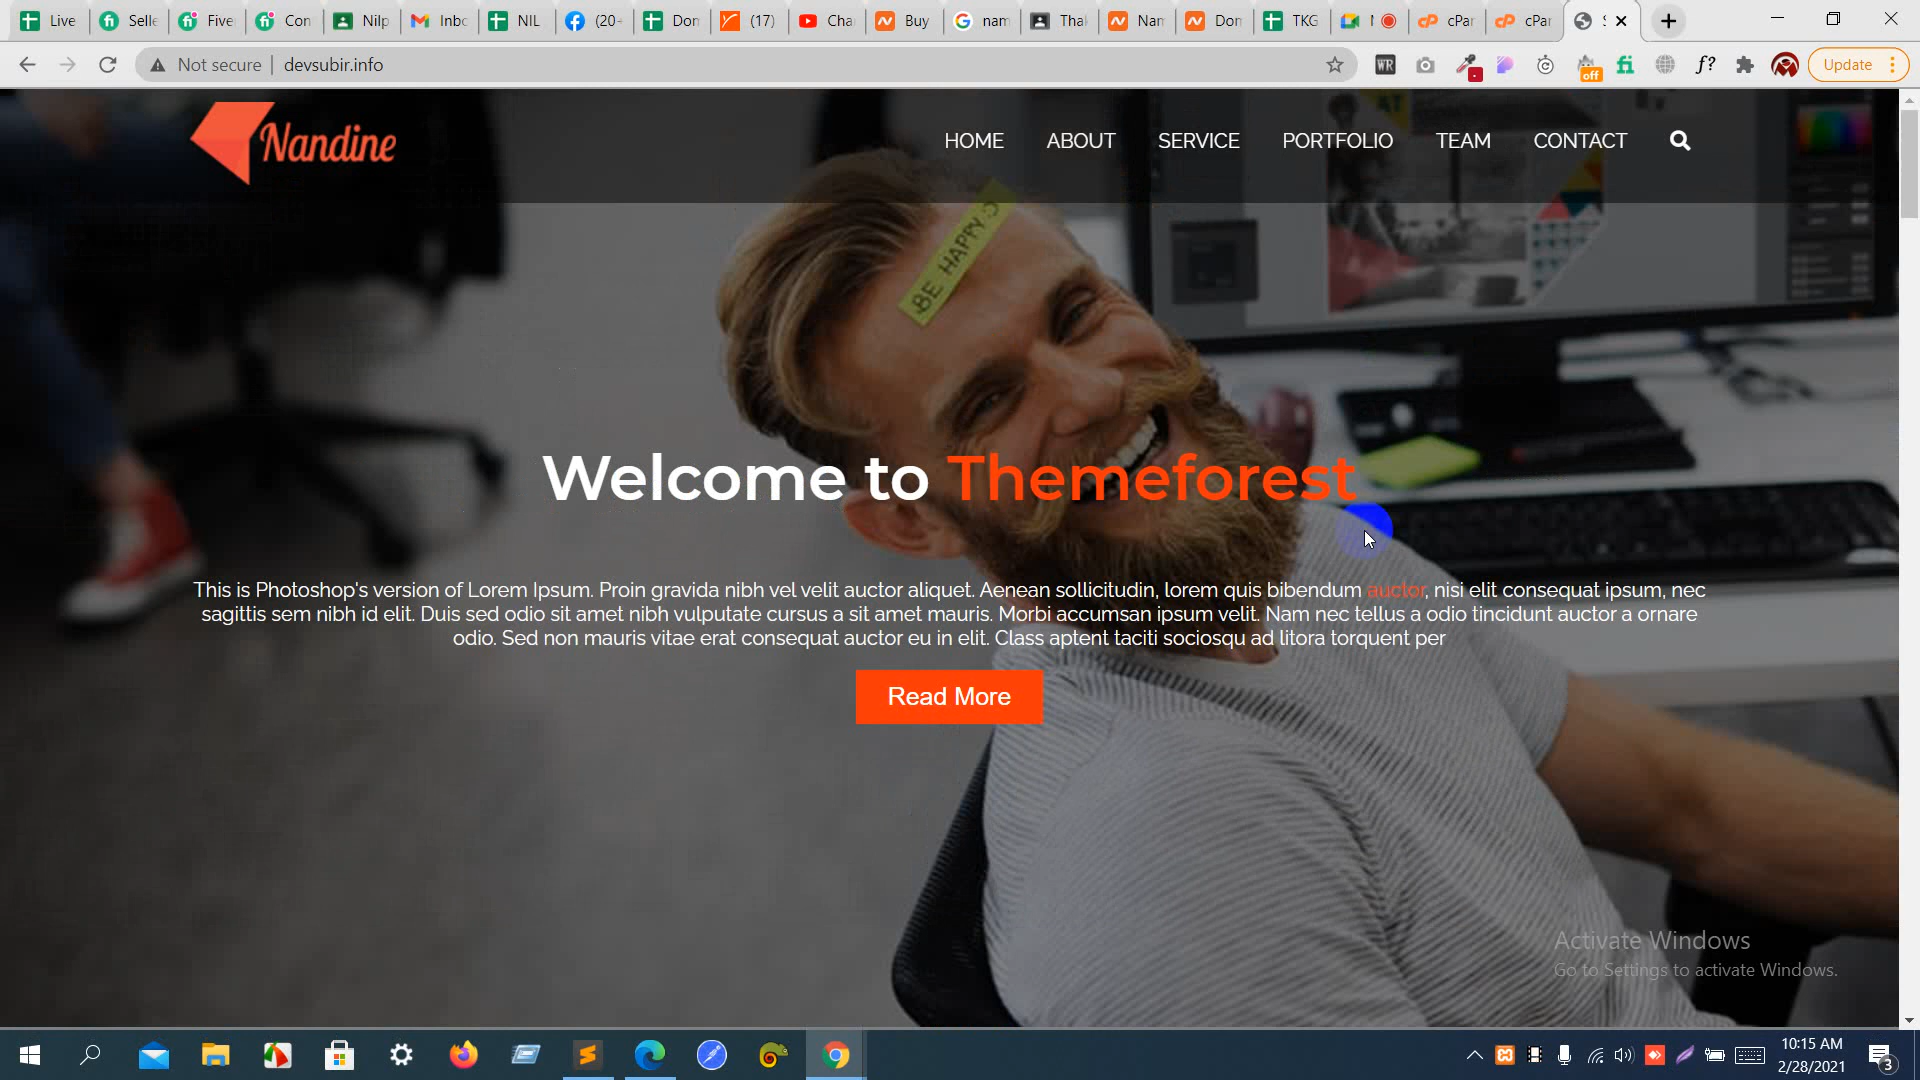 Live
Selle
Five
Con
Nilp
Inbo
NIL
(20+
Don
(17)
Cha
Buy
nam
Tha
Nam
Don
TKG
cPar
cPar
Not secure
devsubir.info
WR
off
f?
Update
Nandine
HOME
ABOUT
SERVICE
PORTFOLIO
TEAM
CONTACT
BE HAPPY:)
Welcome to Themeforest
This is Photoshop's version of Lorem Ipsum. Proin gravida nibh vel velit auctor aliquet. Aenean sollicitudin, lorem quis bibendum auctor, nisi elit consequat ipsum, nec
sagittis sem nibh id elit. Duis sed odio sit amet nibh vulputate cursus a sit amet mauris. Morbi accumsan ipsum velit. Nam nec tellus a odio tincidunt auctor a ornare
odio. Sed non mauris vitae erat consequat auctor eu in elit. Class aptent taciti sociosqu ad litora torquent per
Read More
Activate Windows
Go to Settings to activate Windows.
10:15 AM
2/28/2021
3